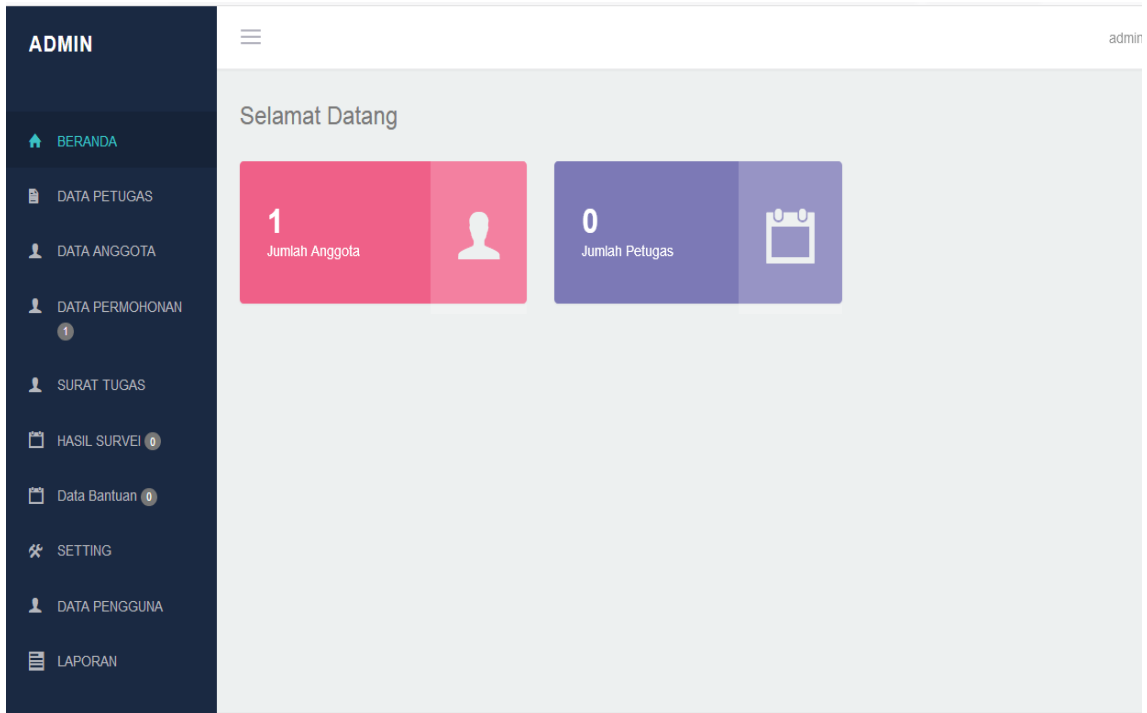 ADMIN
admin
Selamat Datang
BERANDA
DATA PETUGAS
DATA ANGGOTA
DATA PERMOHONAN
1
SURAT TUGAS
HASIL SURVEI 0
Data Bantuan 0
SETTING
DATA PENGGUNA
LAPORAN
1
Jumlah Anggota
0
Jumlah Petugas